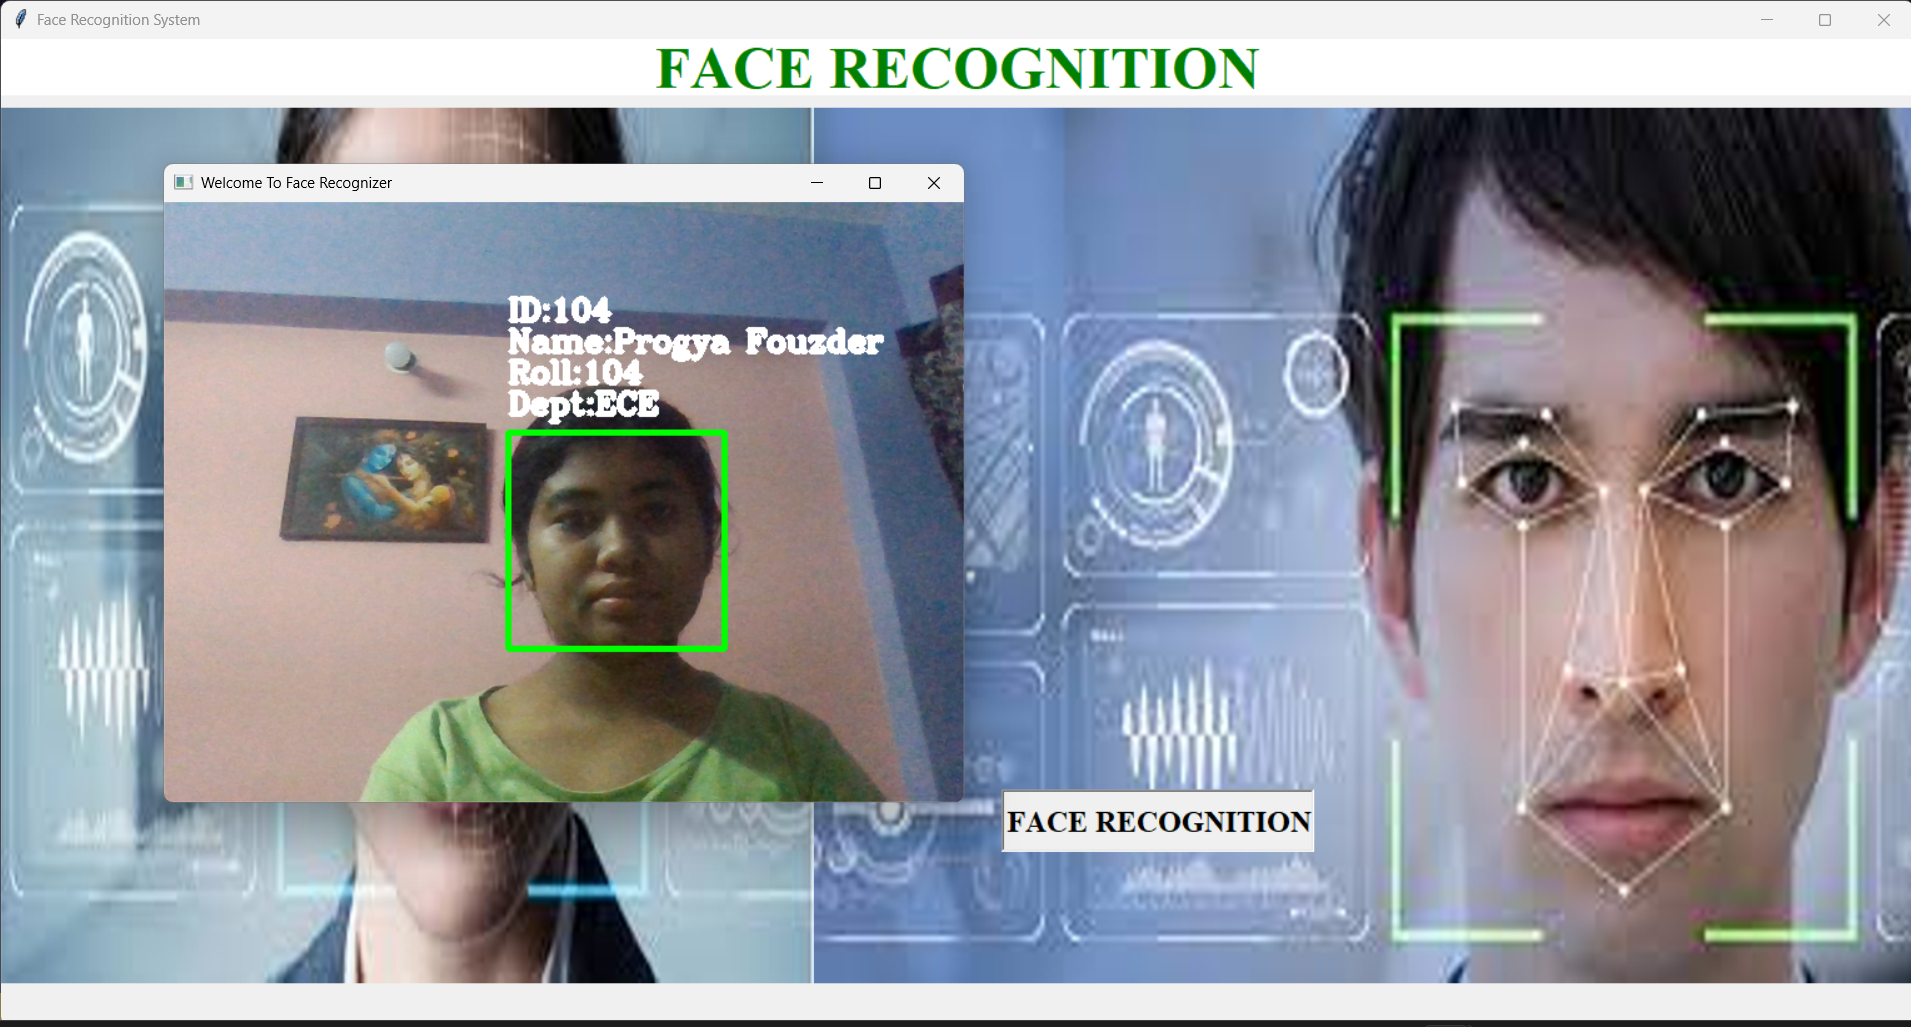 Face Recognition System
FACE RECOGNITION
Welcome To Face Recognizer
ID:104
Name:Progya Fouzder
Roll:104
Dept:ECE
FACE RECOGNITION